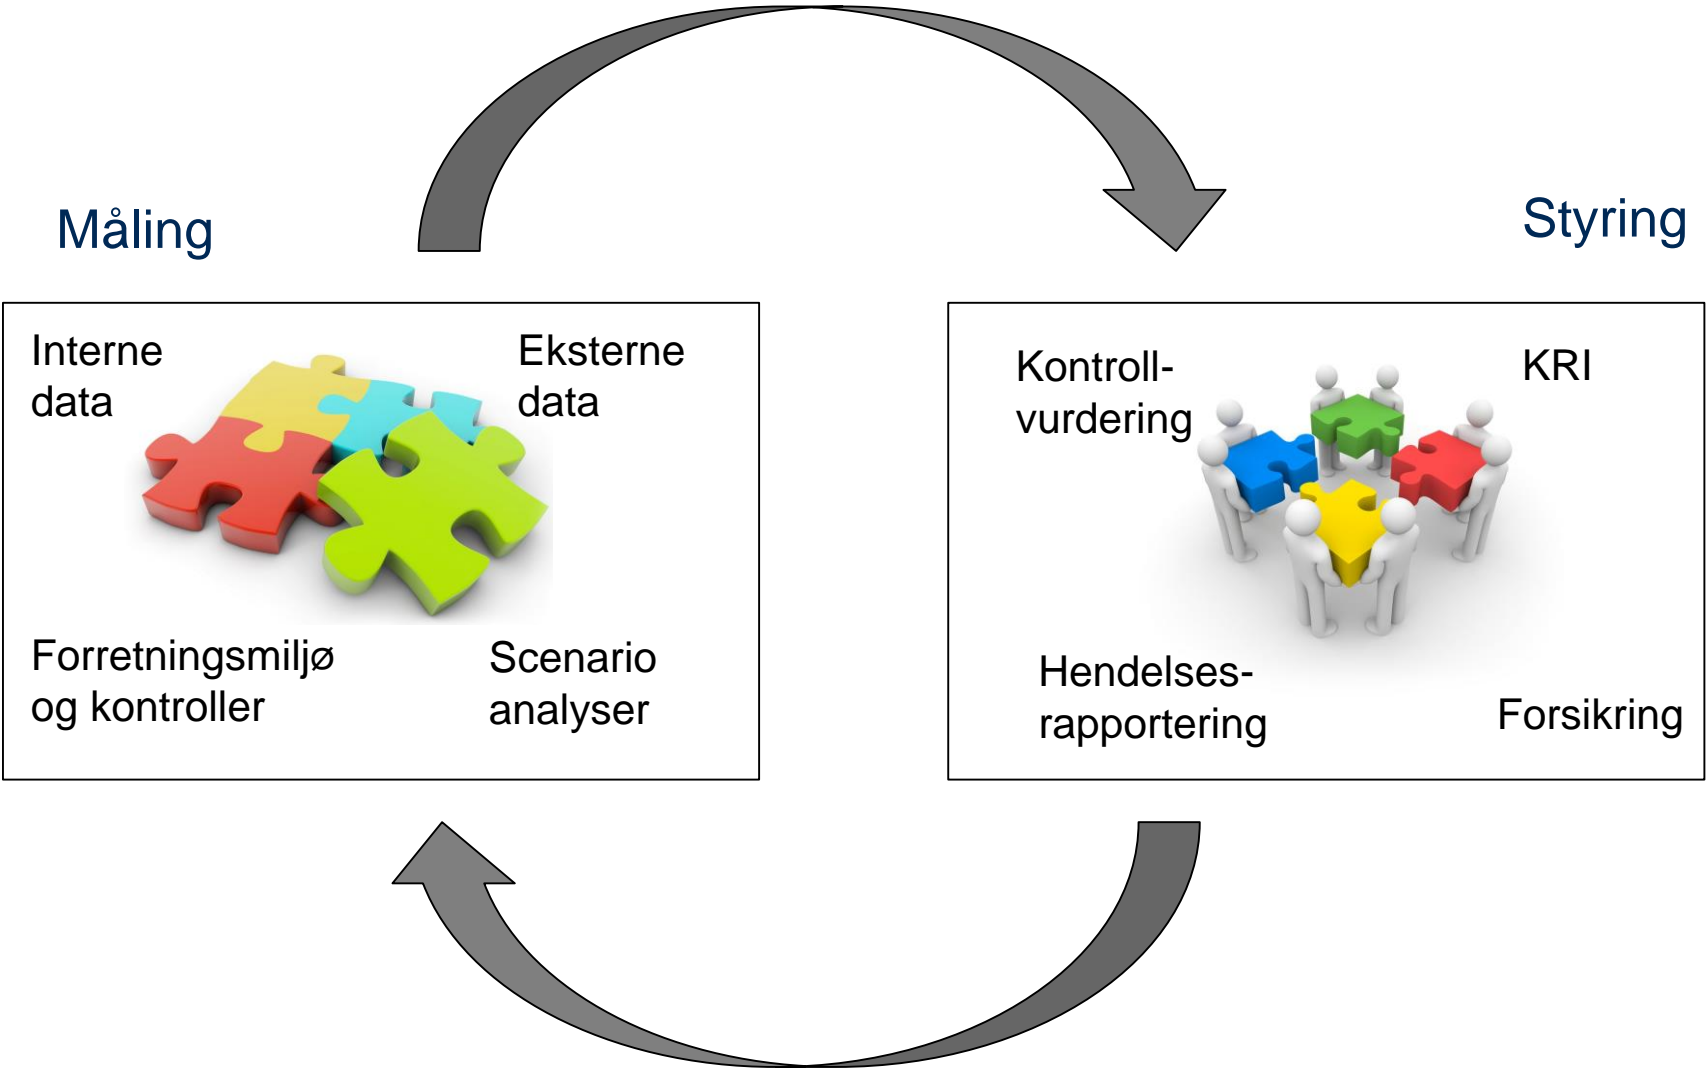 Måling
Styring
Interne
data
Eksterne
data
Forretningsmiljø
og kontroller
Scenario
analyser
Kontroll-
vurdering
KRI
Hendelses-
rapportering
Forsikring